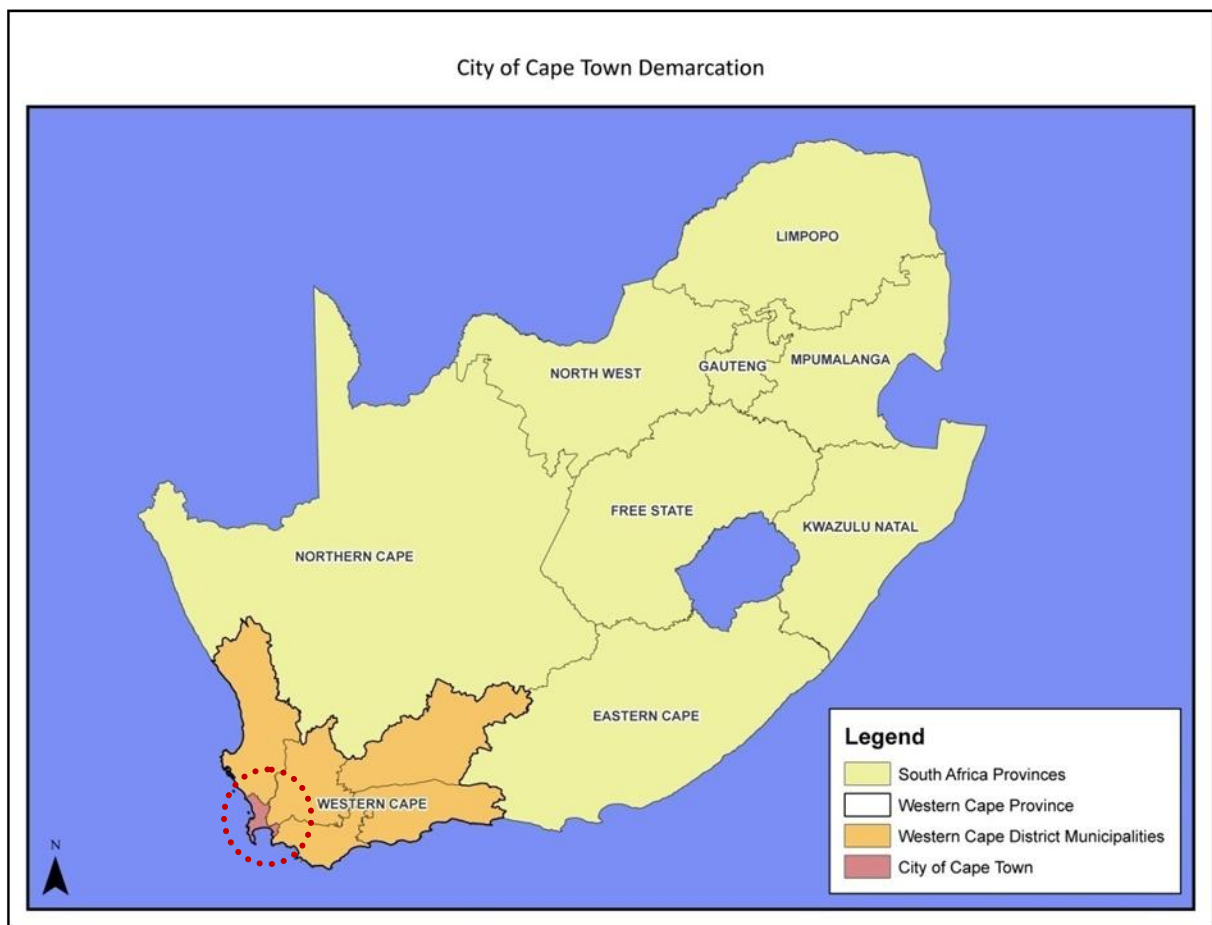 City of Cape Town Demarcation
LIMPOPO
NORTH WEST
GAUTENG
MPUMALANGA
FREE STATE
KWAZULU NATAL
NORTHERN CAPE
EASTERN CAPE
WESTERN CAPE
Legend
South Africa Provinces
Western Cape Province
Western Cape District Municipalities
City of Cape Town
N